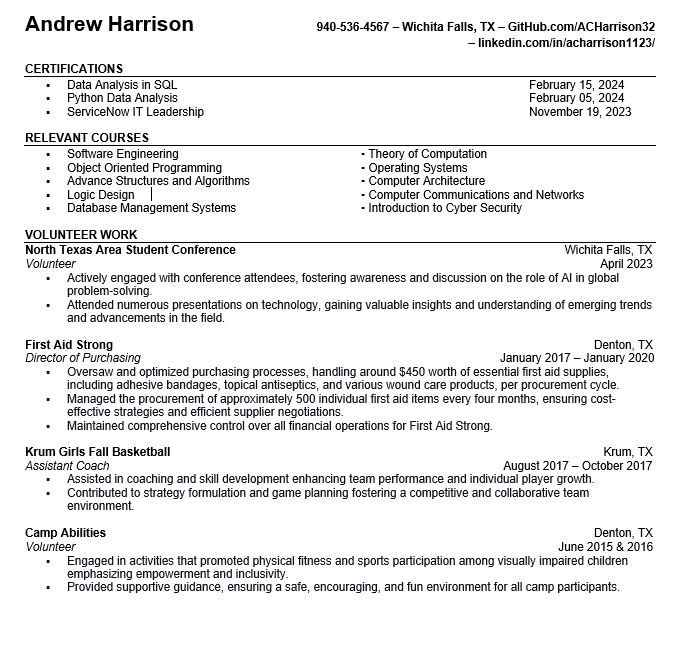 Andrew Harrison
940-536-4567 – Wichita Falls, TX – GitHub.com/ACHarrison32
– linkedin.com/in/acharrison1123/
CERTIFICATIONS
▪ Data Analysis in SQL February 15, 2024
▪ Python Data Analysis February 05, 2024
▪ ServiceNow IT Leadership November 19, 2023
RELEVANT COURSES
▪ Software Engineering - Theory of Computation
▪ Object Oriented Programming - Operating Systems
▪ Advance Structures and Algorithms - Computer Architecture
▪ Logic Design - Computer Communications and Networks
▪ Database Management Systems - Introduction to Cyber Security
VOLUNTEER WORK
North Texas Area Student Conference Wichita Falls, TX
Volunteer April 2023
▪ Actively engaged with conference attendees, fostering awareness and discussion on the role of AI in global
problem-solving.
▪ Attended numerous presentations on technology, gaining valuable insights and understanding of emerging trends
and advancements in the field.
First Aid Strong Denton, TX
Director of Purchasing January 2017 – January 2020
▪ Oversaw and optimized purchasing processes, handling around $450 worth of essential first aid supplies,
including adhesive bandages, topical antiseptics, and various wound care products, per procurement cycle.
▪ Managed the procurement of approximately 500 individual first aid items every four months, ensuring cost-
effective strategies and efficient supplier negotiations.
▪ Maintained comprehensive control over all financial operations for First Aid Strong.
Krum Girls Fall Basketball Krum, TX
Assistant Coach August 2017 – October 2017
▪ Assisted in coaching and skill development enhancing team performance and individual player growth.
▪ Contributed to strategy formulation and game planning fostering a competitive and collaborative team
environment.
Camp Abilities Denton, TX
Volunteer June 2015 & 2016
▪ Engaged in activities that promoted physical fitness and sports participation among visually impaired children
emphasizing empowerment and inclusivity.
▪ Provided supportive guidance, ensuring a safe, encouraging, and fun environment for all camp participants.